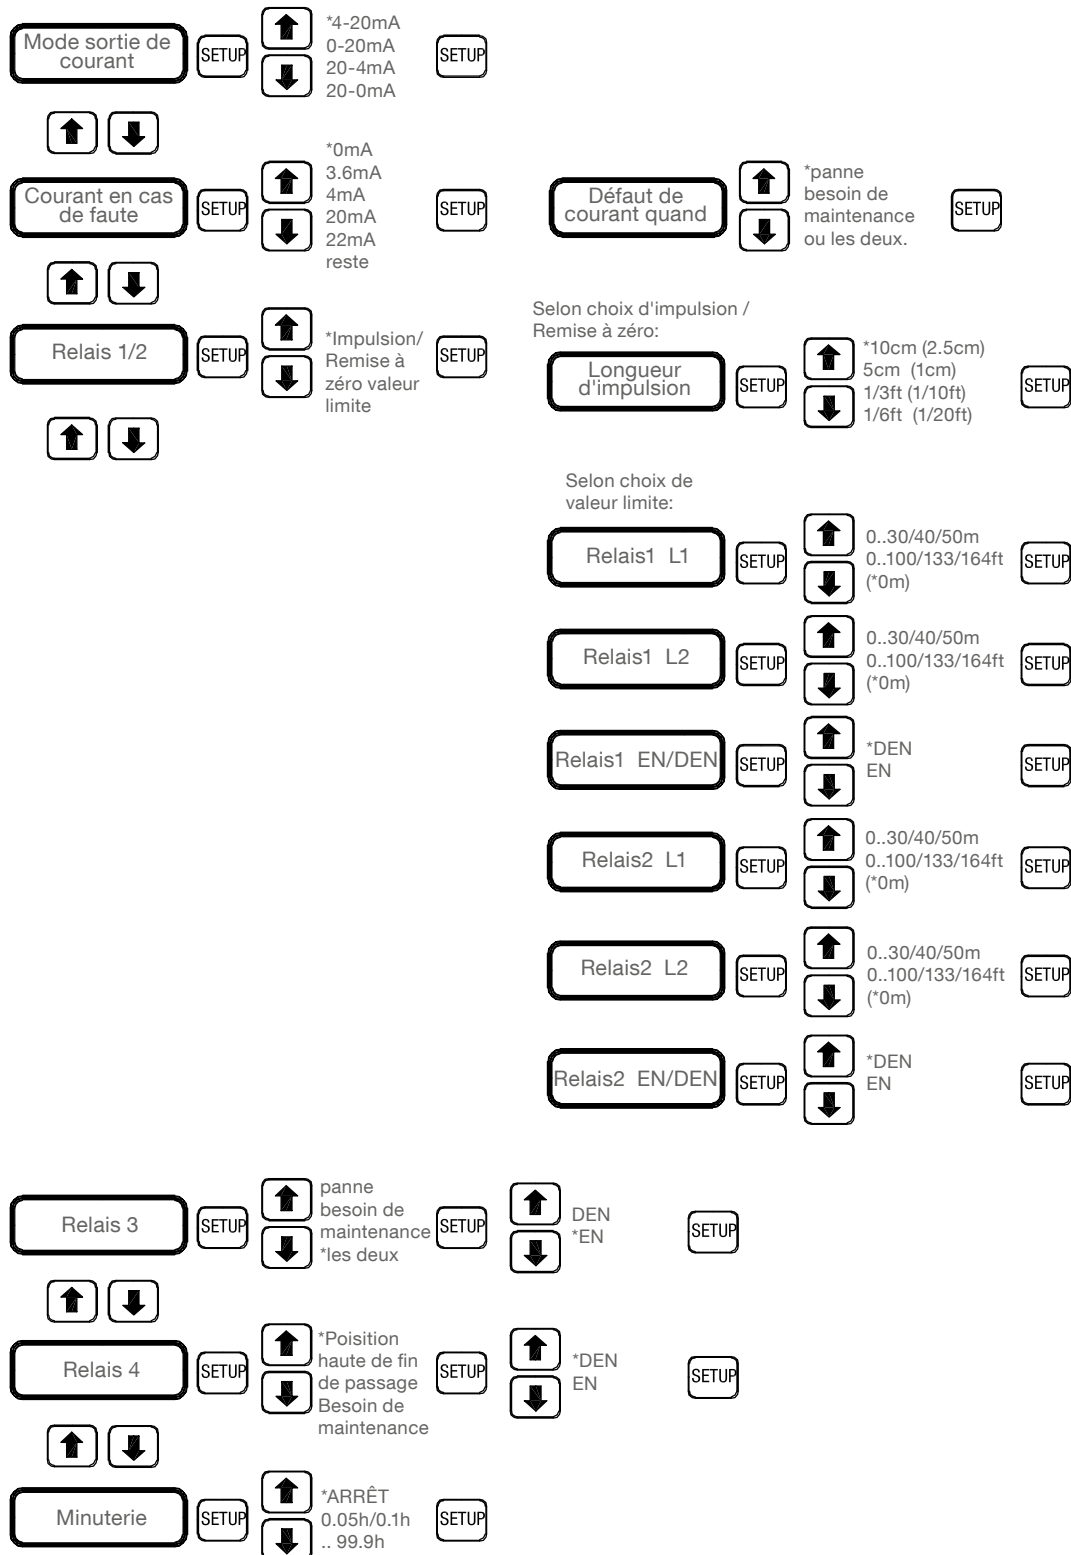 Mode sortie de
courant
SETUP
*4-20mA
0-20mA
20-4mA
20-0mA
SETUP
Courant en cas
de faute
SETUP
*0mA
3.6mA
4mA
20mA
22mA
reste
SETUP
Défaut de
courant quand
*panne
besoin de
maintenance
ou les deux.
SETUP
Relais 1/2
SETUP
*Impulsion/
Remise à
zéro valeur
limite
SETUP
Selon choix d'impulsion /
Remise à zéro:
Longueur
d'impulsion
SETUP
*10cm (2.5cm)
5cm (1cm)
1/3ft (1/10ft)
1/6ft (1/20ft)
SETUP
Selon choix de
valeur limite:
Relais1 L1
SETUP
0..30/40/50m
0..100/133/164ft
(*0m)
SETUP
Relais1 L2
SETUP
0..30/40/50m
0..100/133/164ft
(*0m)
SETUP
Relais1 EN/DEN
SETUP
*DEN
EN
SETUP
Relais2 L1
SETUP
0..30/40/50m
0..100/133/164ft
(*0m)
SETUP
Relais2 L2
SETUP
0..30/40/50m
0..100/133/164ft
(*0m)
SETUP
Relais2 EN/DEN
SETUP
*DEN
EN
SETUP
Relais 3
SETUP
panne
besoin de
maintenance
*les deux
SETUP
DEN
*EN
SETUP
Relais 4
SETUP
*Poisition
haute de fin
de passage
Besoin de
maintenance
SETUP
*DEN
EN
SETUP
Minuterie
SETUP
*ARRÊT
0.05h/0.1h
.. 99.9h
SETUP